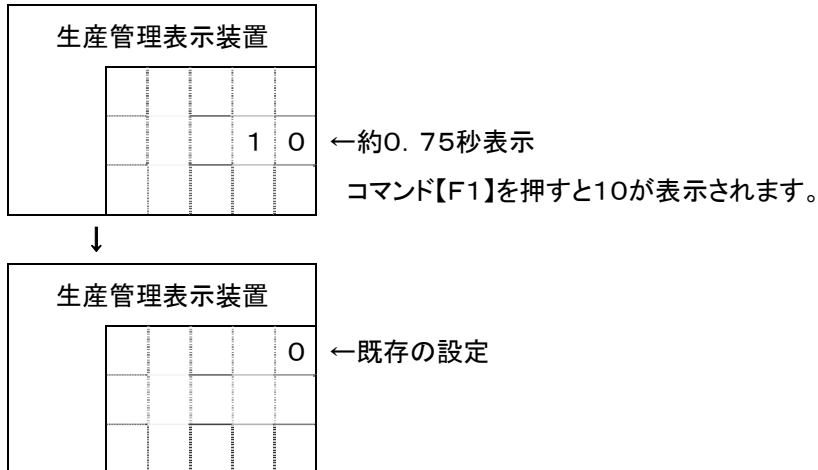 生産管理表示装置
10 ←約0.75秒表示
コマンド【F1】を押すと10が表示されます。
↓
生産管理表示装置
0 ←既存の設定